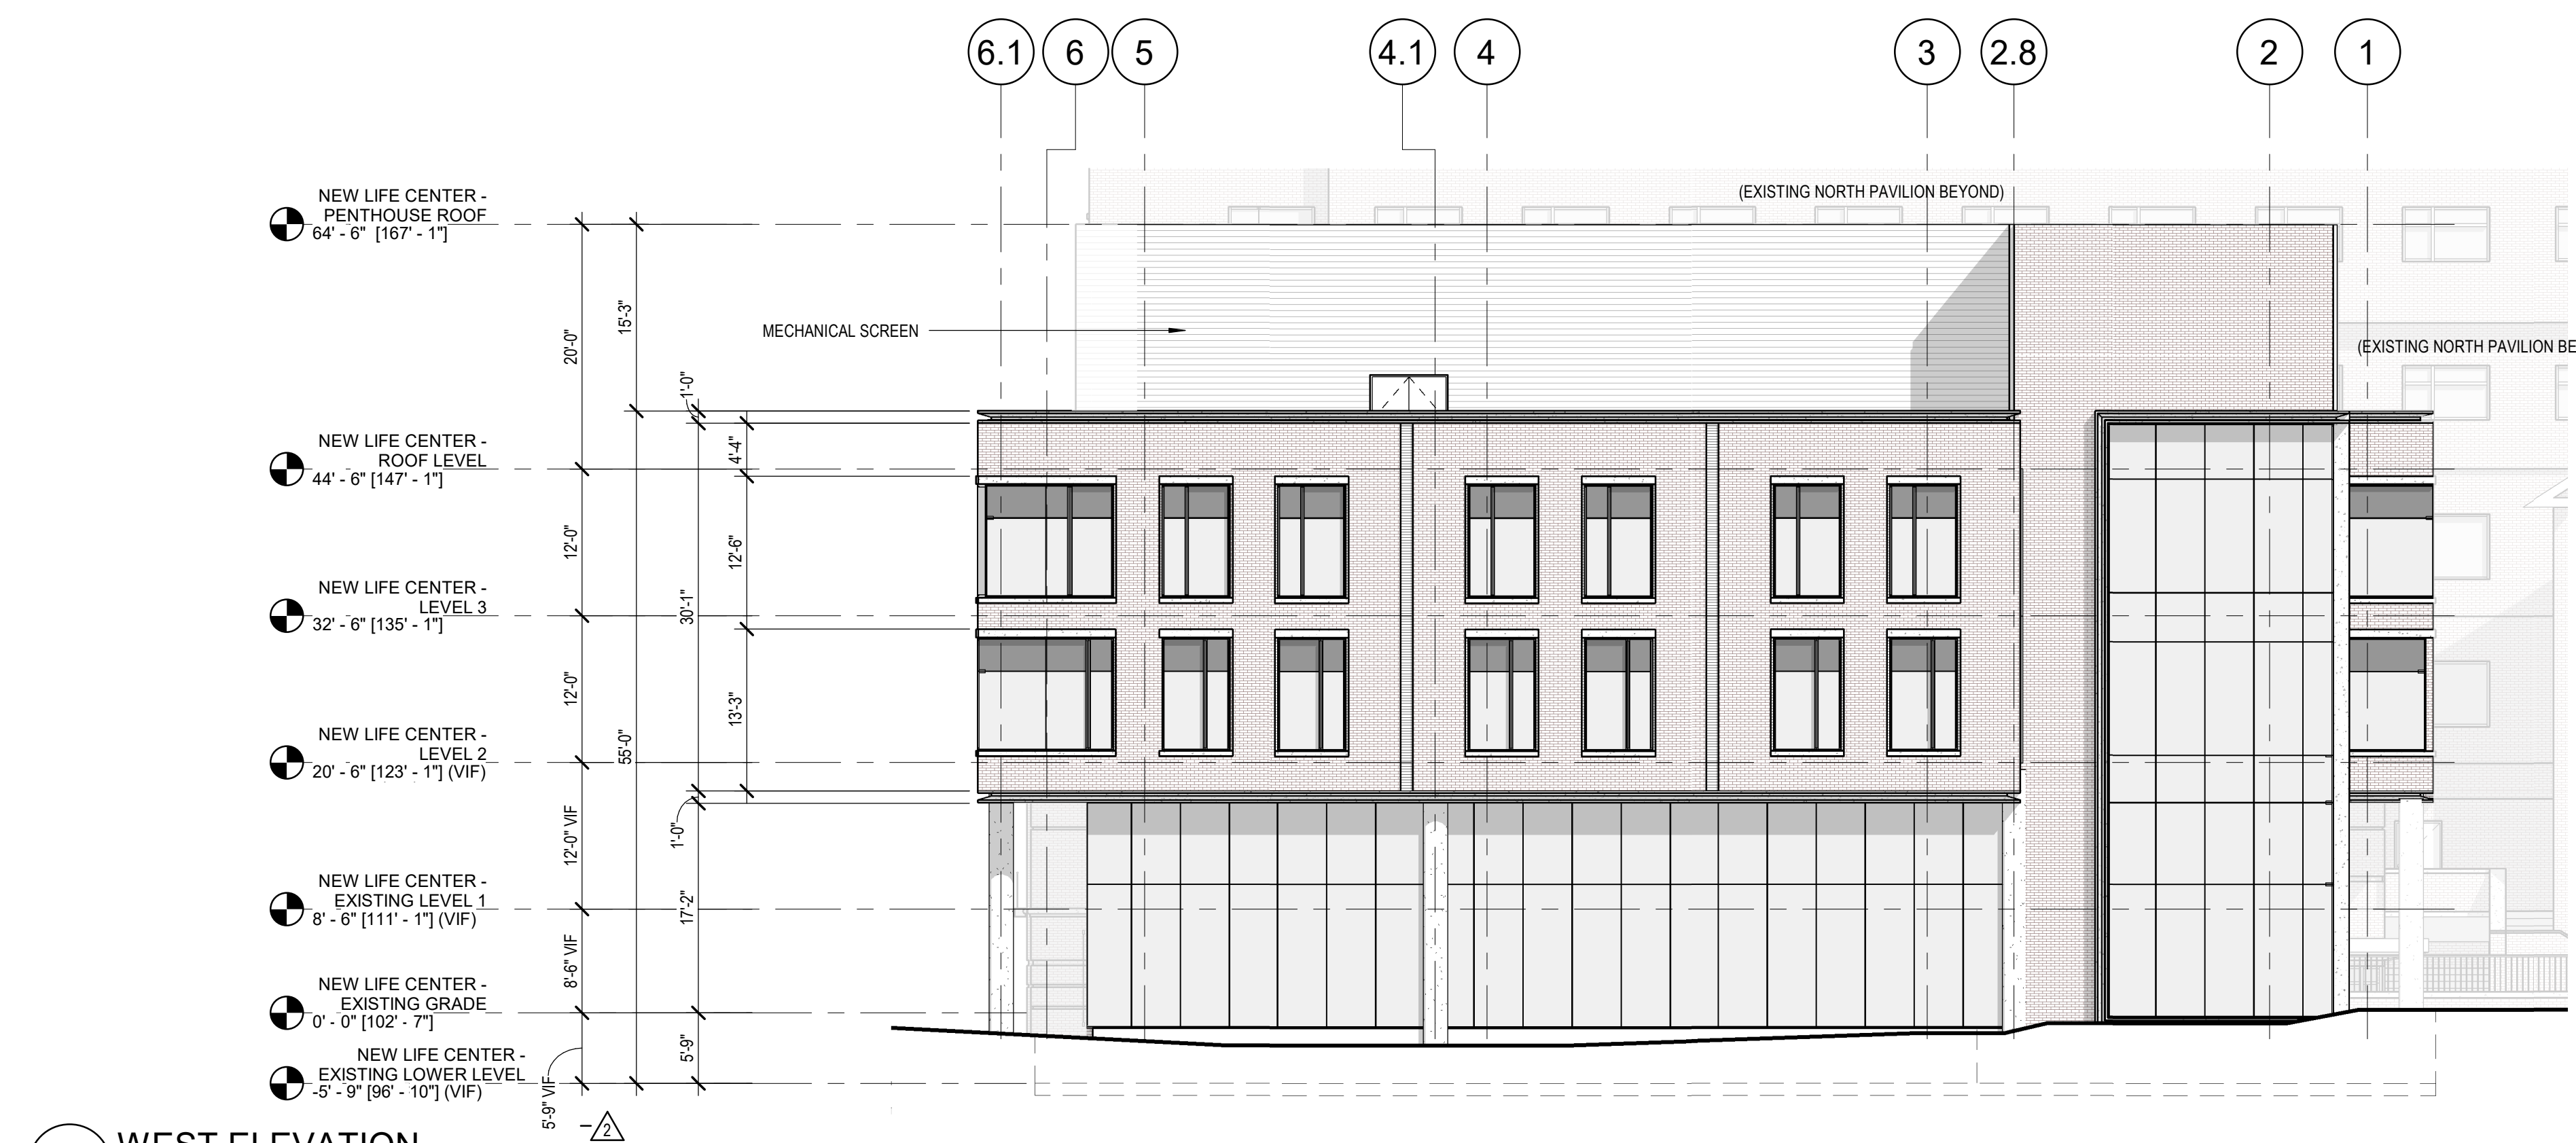 6.1
6
5
4.1
4
3
2.8
2
1
(EXISTING NORTH PAVILION BEYOND)
NEW LIFE CENTER -
PENTHOUSE ROOF
64' - 6" [167' - 1"]
15'-3"
20'-0"
MECHANICAL SCREEN
(EXISTING NORTH PAVILION BE
1'-0"
NEW LIFE CENTER -
ROOF LEVEL
44' - 6" [147' - 1"]
4'-4"
12'-0"
12'-6"
NEW LIFE CENTER -
LEVEL 3
32' - 6" [135' - 1"]
30'-1"
12'-0"
13'-3"
NEW LIFE CENTER -
LEVEL 2
20' - 6" [123' - 1"] (VIF)
55'-0"
12'-0" VIF
1'-0"
NEW LIFE CENTER -
EXISTING LEVEL 1
8' - 6" [111' - 1"] (VIF)
17'-2"
8'-6" VIF
NEW LIFE CENTER -
EXISTING GRADE
0' - 0" [102' - 7"]
5'-9"
NEW LIFE CENTER -
EXISTING LOWER LEVEL
-5' - 9" [96' - 10"] (VIF)
5'-9" VIF
2
WEST ELEVATION